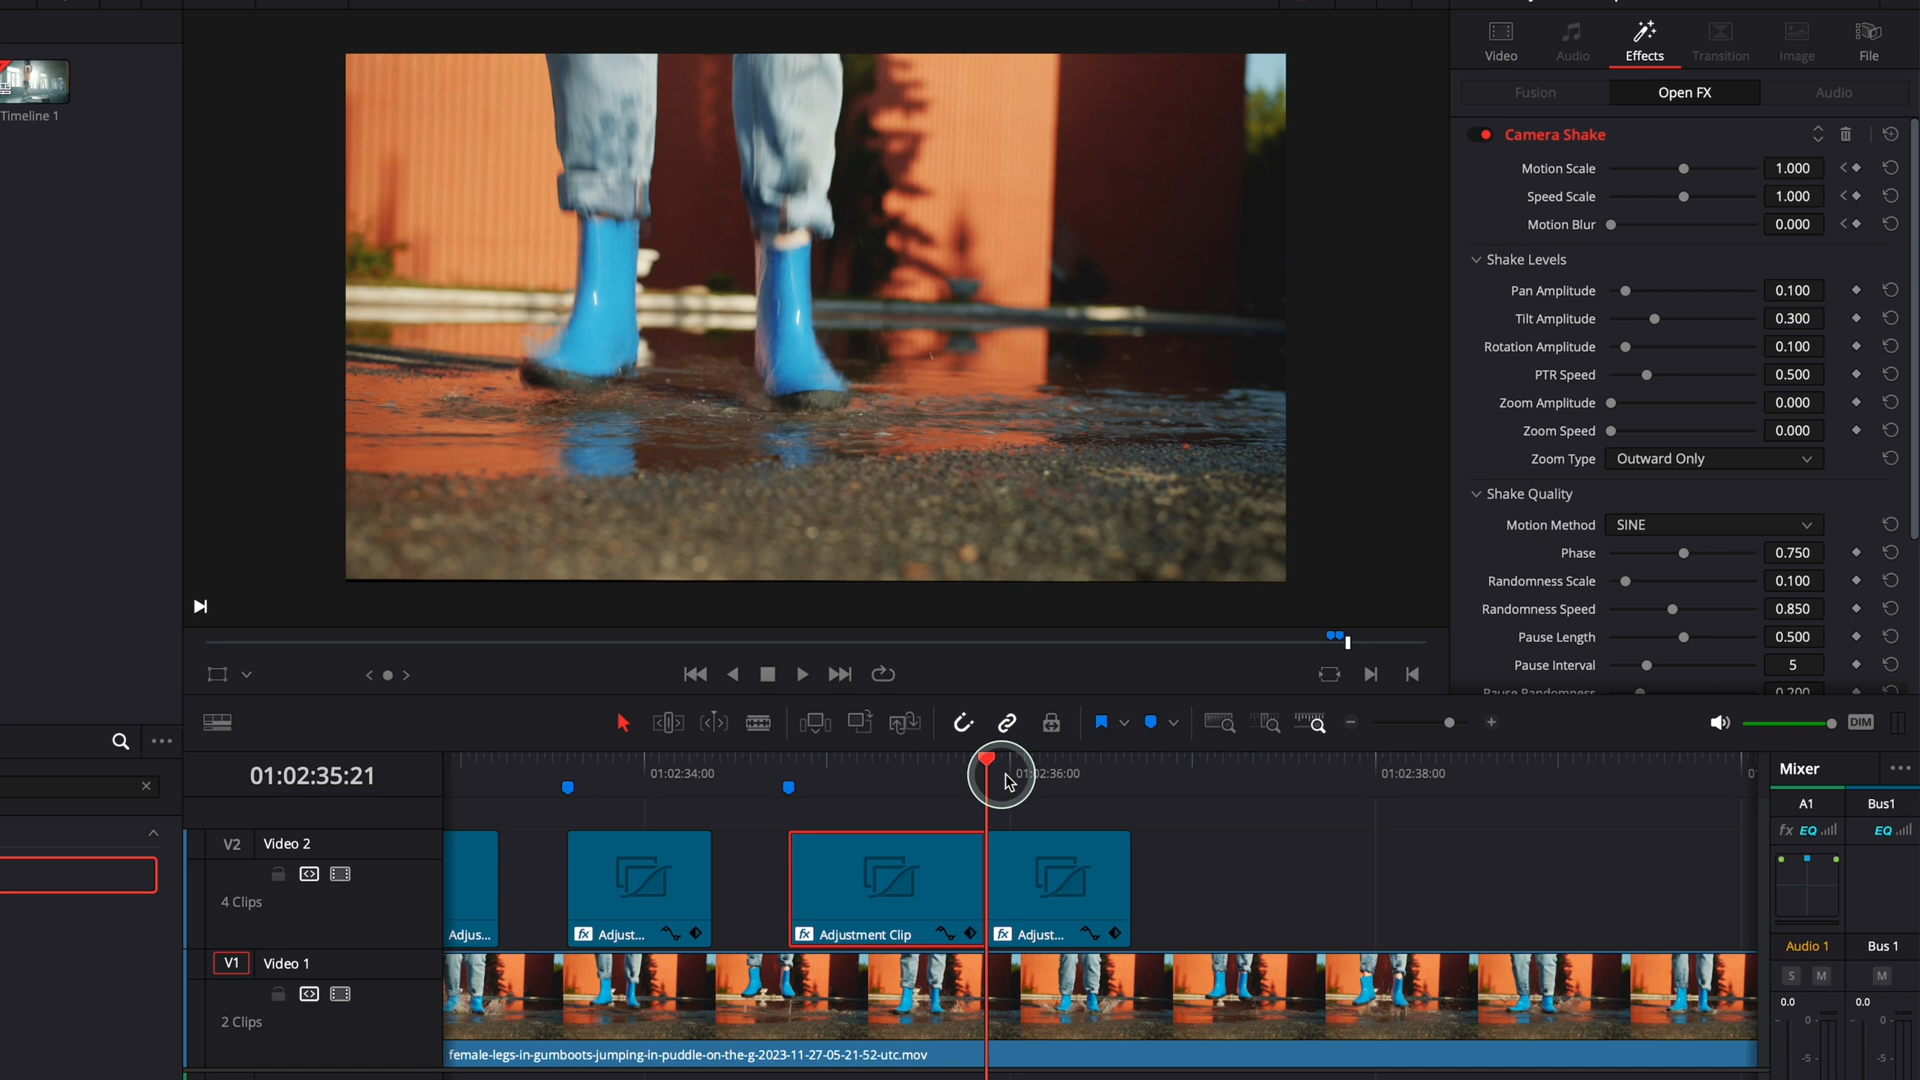 Timeline 1
Video
Audio
Effects
Transition
Image
File
Fusion
Open FX
Audio
Camera Shake
Motion Scale 1.000
Speed Scale 1.000
Motion Blur 0.000
Shake Levels
Pan Amplitude 0.100
Tilt Amplitude 0.300
Rotation Amplitude 0.100
PTR Speed 0.500
Zoom Amplitude 0.000
Zoom Speed 0.000
Zoom Type Outward Only
Shake Quality
Motion Method SINE
Phase 0.750
Randomness Scale 0.100
Randomness Speed 0.850
Pause Length 0.500
Pause Interval 5
Pause Randomness 0.200
DIM
01:02:35:21
01:02:34:00
01:02:36:00
01:02:38:00
Mixer
A1
Bus1
fx EQ
EQ
V2 Video 2
4 Clips
Adjus...
fx Adjust...
fx Adjustment Clip
fx Adjust...
V1 Video 1
2 Clips
female-legs-in-gumboots-jumping-in-puddle-on-the-g-2023-11-27-05-21-52-utc.mov
Audio 1
Bus 1
S M
M
0.0
0.0
0
0
-5
-5